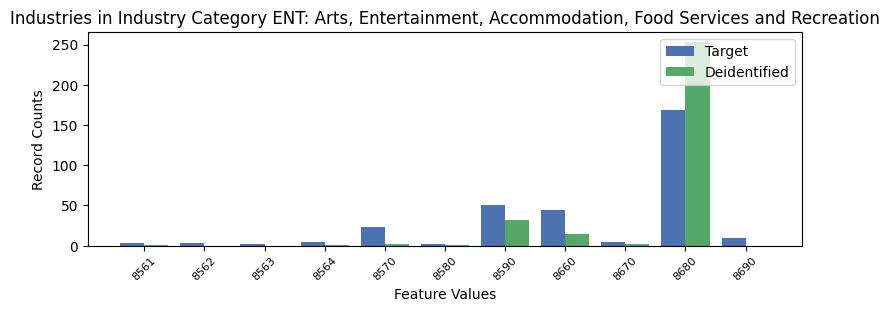 Industries in Industry Category ENT: Arts, Entertainment, Accommodation, Food Services and Recreation
Target
Deidentified
Record Counts
250
200
150
100
50
0
8561 8562 8563 8564 8570 8580 8590 8660 8670 8680 8690
Feature Values